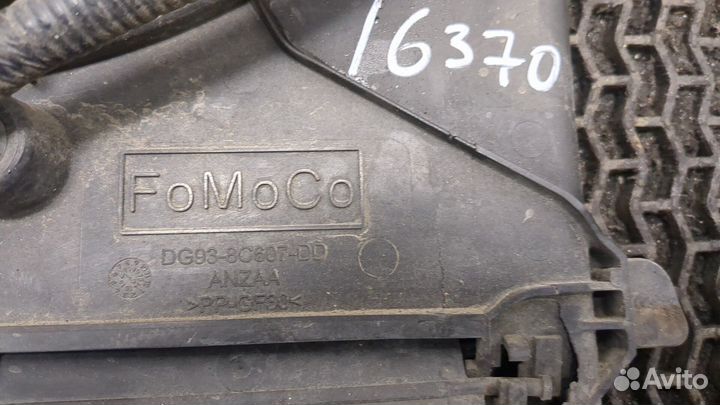 16370
FoMoCo
DG93-8C607-DD
ANZAA
>PP-GF30<
Avito